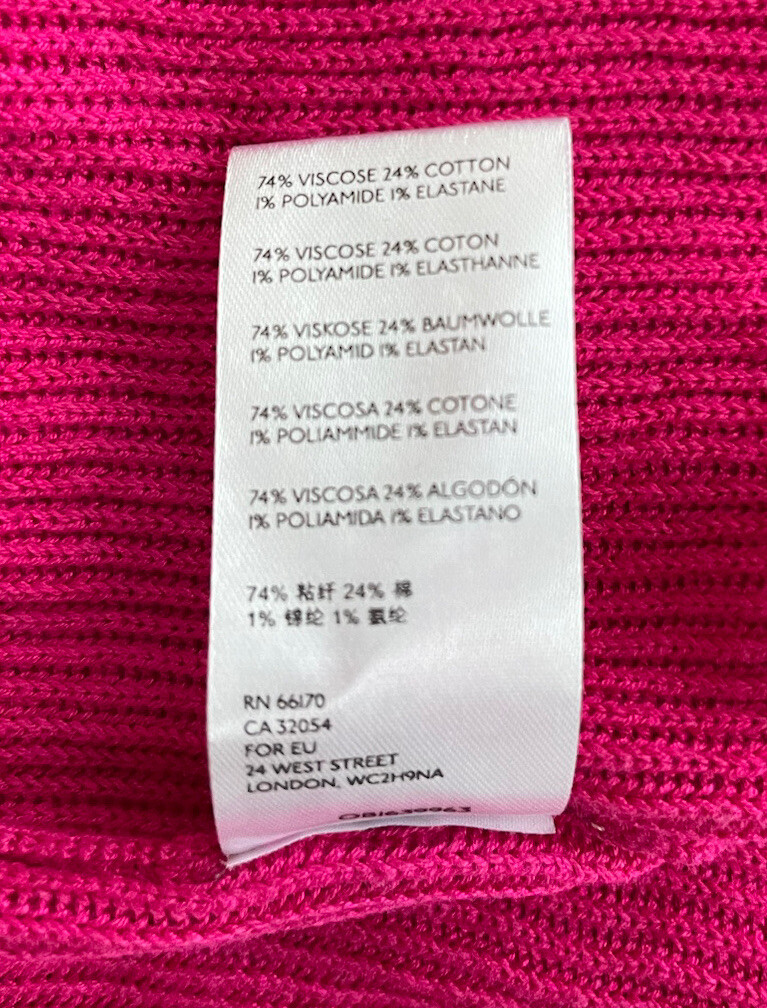 74% VISCOSE 24% COTTON
1% POLYAMIDE 1% ELASTANE
74% VISCOSE 24% COTON
1% POLYAMIDE 1% ELASTHANNE
74% VISKOSE 24% BAUMWOLLE
1% POLYAMID 1% ELASTAN
74% VISCOSA 24% COTONE
1% POLIAMMIDE 1% ELASTAN
74% VISCOSA 24% ALGODÓN
1% POLIAMIDA 1% ELASTANO
74% 粘纤 24% 棉
1% 锦纶 1% 氨纶
RN 66170
CA 32054
FOR EU
24 WEST STREET
LONDON, WC2H9NA